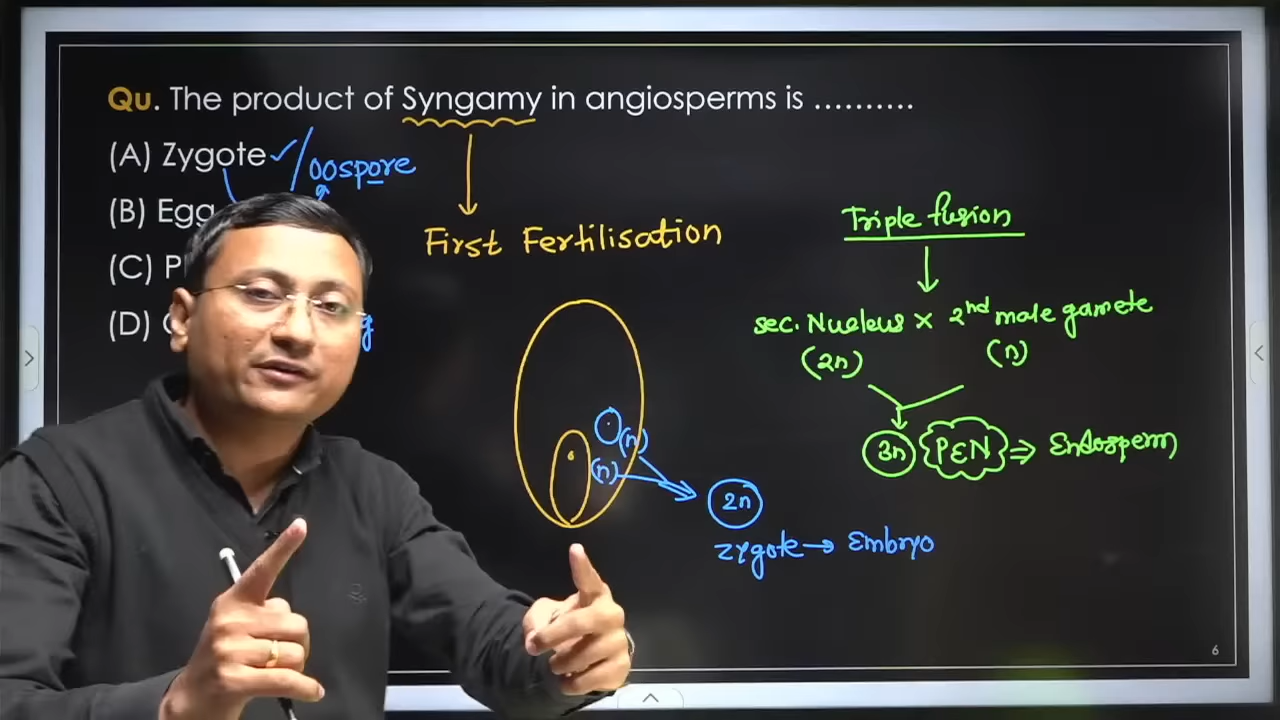 Qu. The product of Syngamy in angiosperms is ..........
(A) Zygote ✓ / oospore
(B) Egg
(C) P
(D)
First Fertilisation
(n)
(n)
2n
Zygote → Embryo
Triple fusion
sec. Nucleus × 2nd male gamete
(2n) (n)
3n PEN ⇒ Endosperm
6